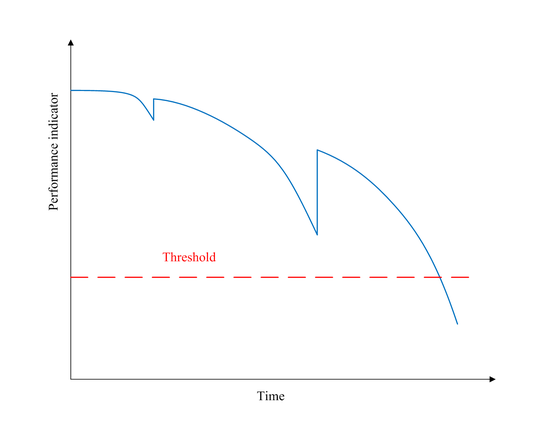 Performance indicator
Threshold
Time